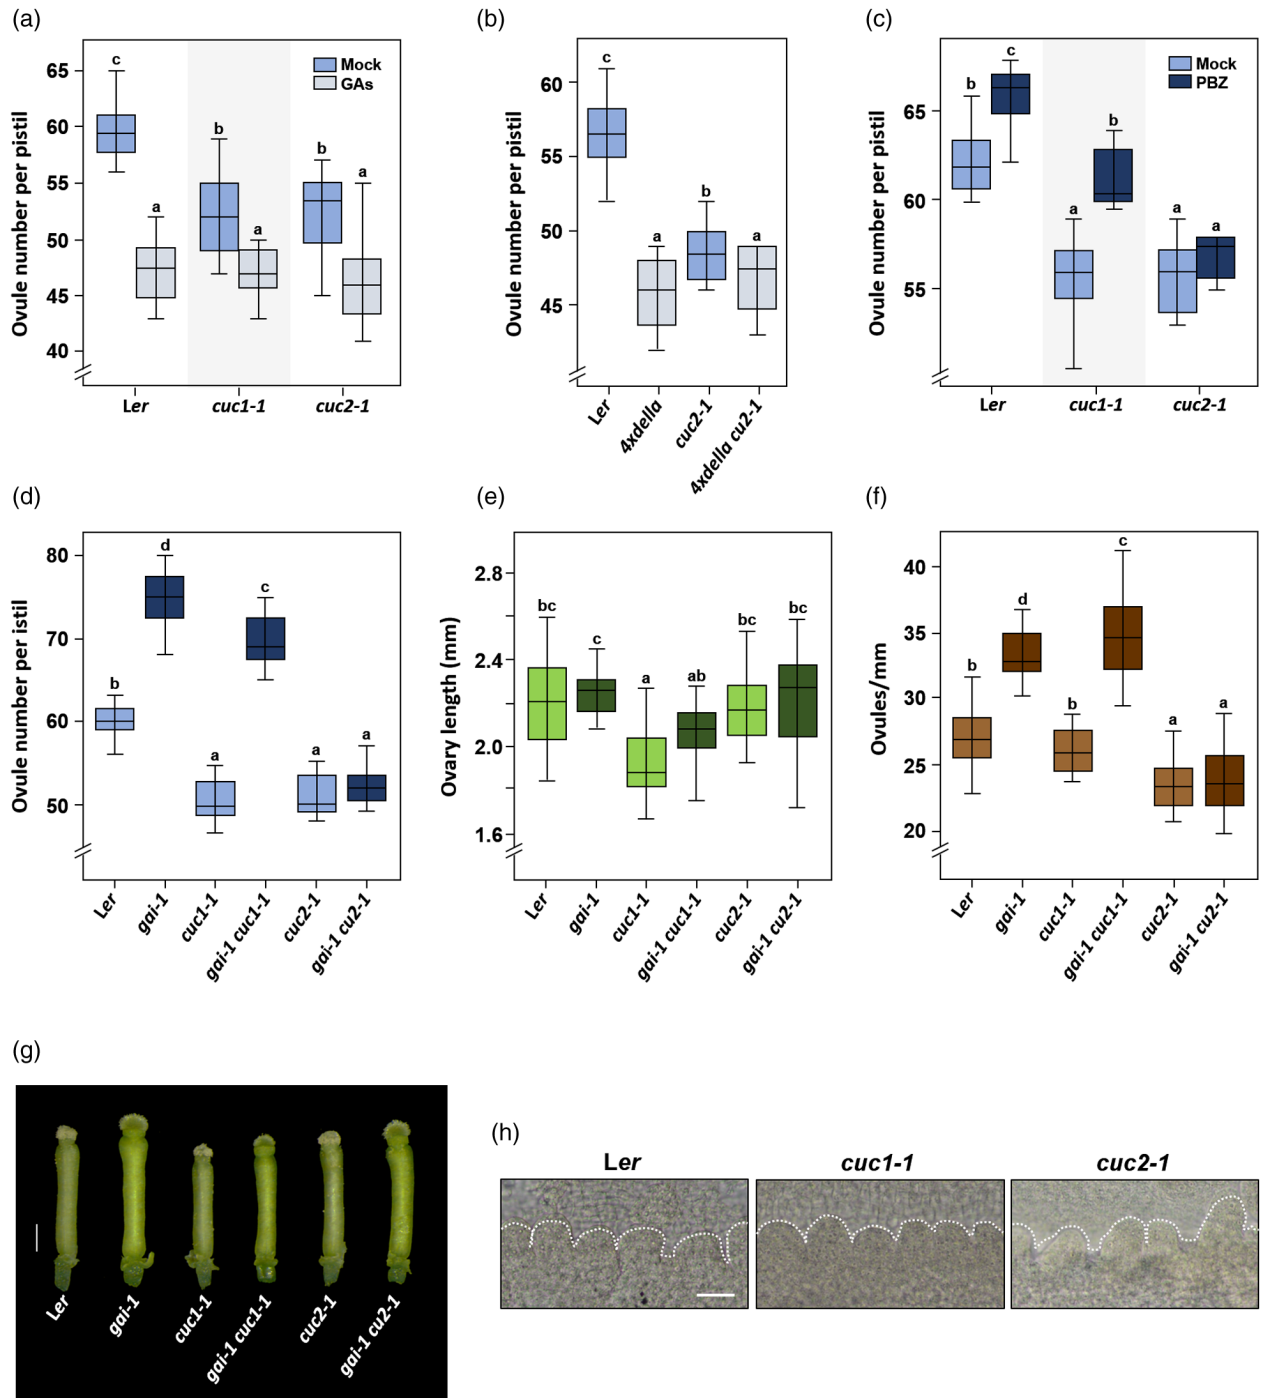 (a)
Ovule number per pistil
65
60
55
50
45
40
c
a
b
a
b
a
Mock
GAs
Ler
cuc1-1
cuc2-1
(b)
Ovule number per pistil
60
55
50
45
c
a
b
a
Ler
4xdella
cuc2-1
4xdella cu2-1
(c)
Ovule number per pistil
65
60
55
b
c
a
b
a
a
Mock
PBZ
Ler
cuc1-1
cuc2-1
(d)
Ovule number per istil
80
70
60
50
b
d
a
c
a
a
Ler
gai-1
cuc1-1
gai-1 cuc1-1
cuc2-1
gai-1 cu2-1
(e)
Ovary length (mm)
2.8
2.4
2.0
1.6
bc
c
a
ab
bc
bc
Ler
gai-1
cuc1-1
gai-1 cuc1-1
cuc2-1
gai-1 cu2-1
(f)
Ovules/mm
40
35
30
25
20
b
d
b
c
a
a
Ler
gai-1
cuc1-1
gai-1 cuc1-1
cuc2-1
gai-1 cu2-1
(g)
Ler
gai-1
cuc1-1
gai-1 cuc1-1
cuc2-1
gai-1 cu2-1
(h)
Ler
cuc1-1
cuc2-1